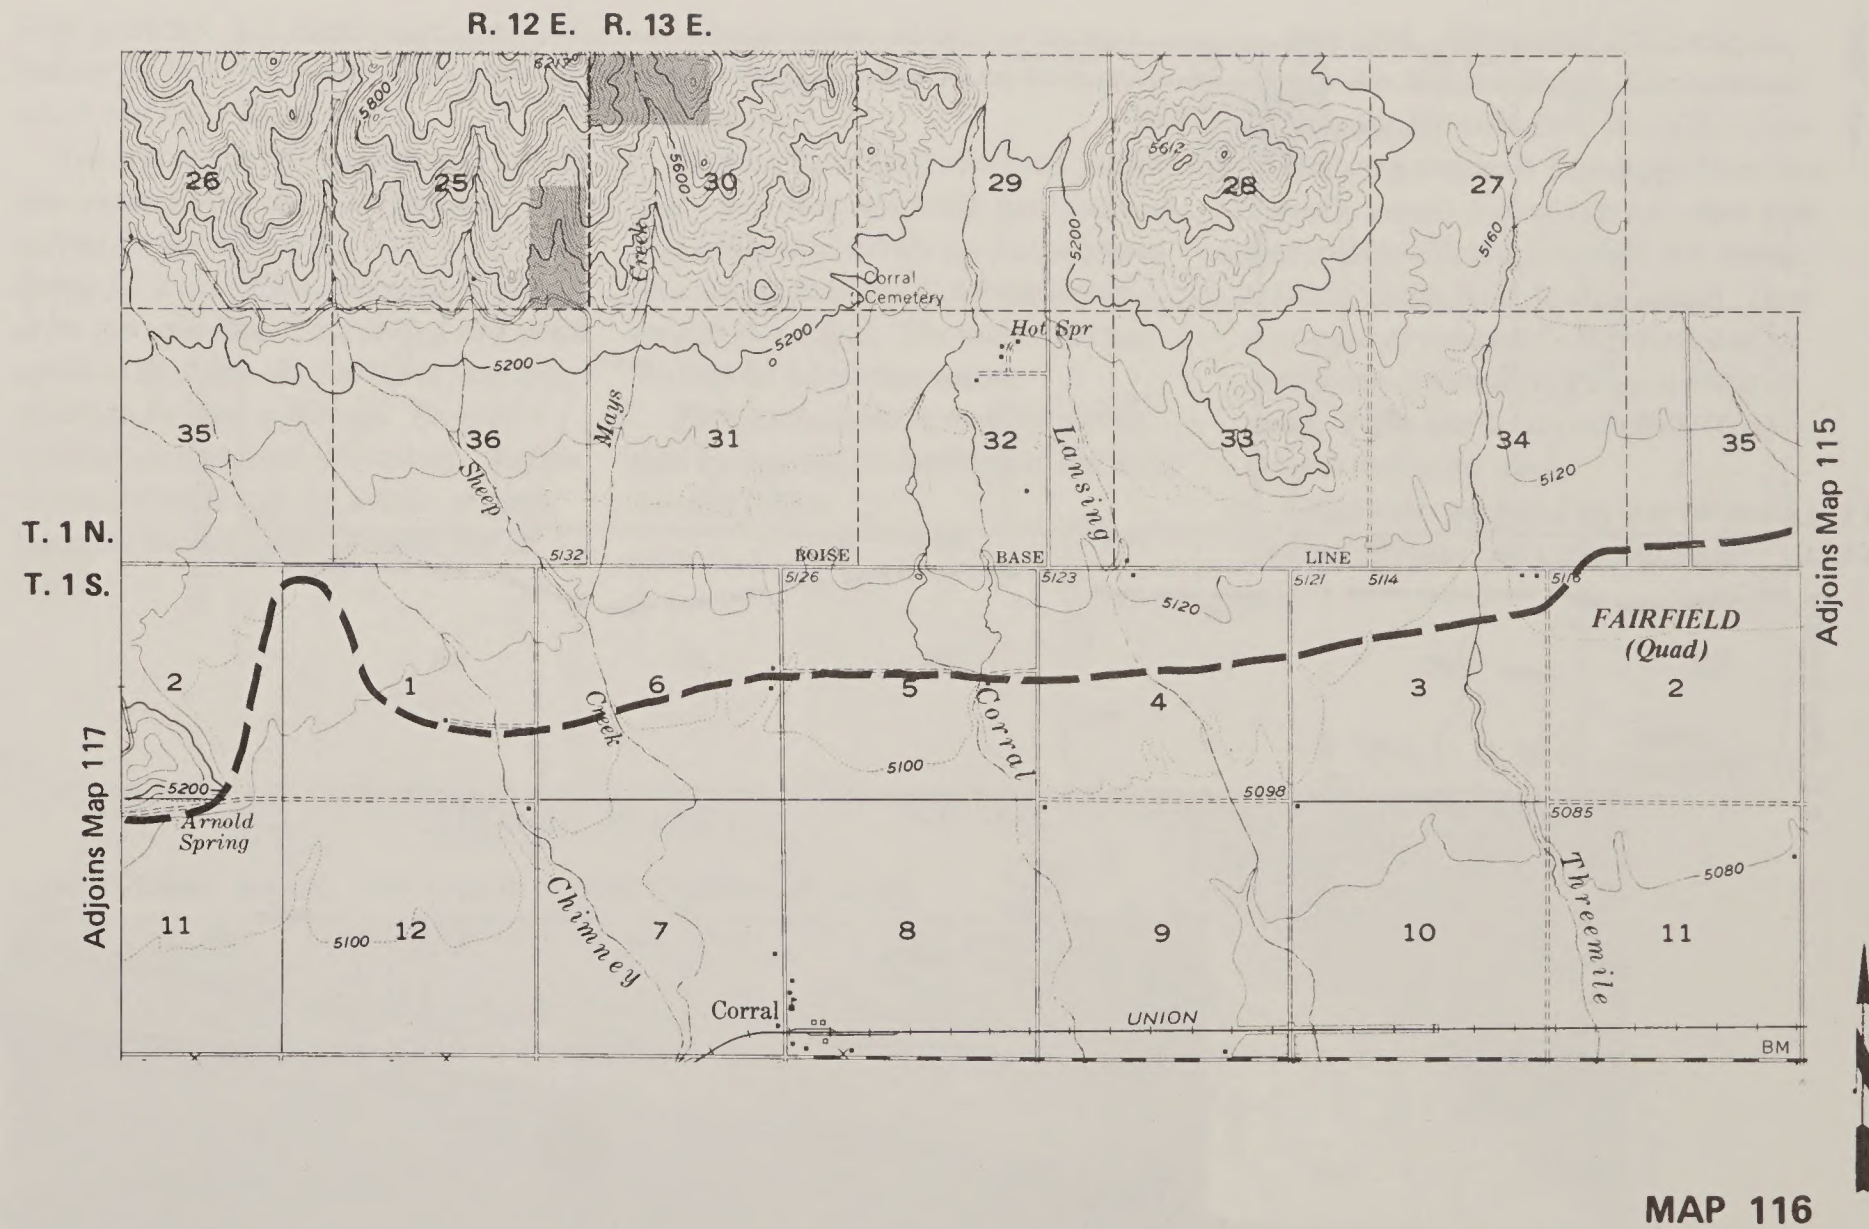 R. 12 E. R. 13 E.
6217
5800
5612
26
25
5600
30
29
28
27
5200
5160
Creek
Corral
Cemetery
Hot Spr
5200
5200
35
36
Mays
31
32
Lansing
33
34
35
Sheep
5120
Adjoins Map 115
T. 1 N.
5132
BOISE
BASE
LINE
T. 1 S.
5126
5123
5121
5114
5116
5120
FAIRFIELD
(Quad)
2
1
6
5
4
3
2
Creek
Corral
Adjoins Map 117
5100
5200
5098
5085
Arnold
Spring
Threemile
5080
Chimney
11
5100
12
7
8
9
10
11
Corral
UNION
BM
MAP 116